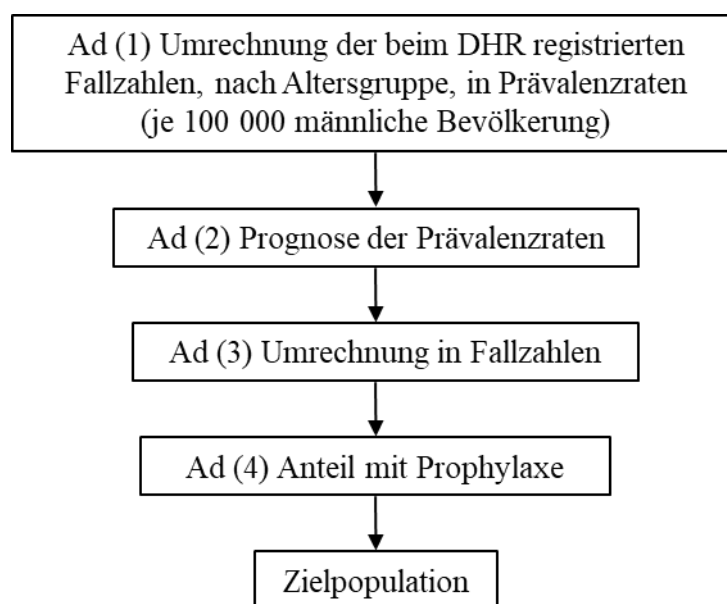 Ad (1) Umrechnung der beim DHR registrierten
Fallzahlen, nach Altersgruppe, in Prävalenzraten
(je 100 000 männliche Bevölkerung)
Ad (2) Prognose der Prävalenzraten
Ad (3) Umrechnung in Fallzahlen
Ad (4) Anteil mit Prophylaxe
Zielpopulation